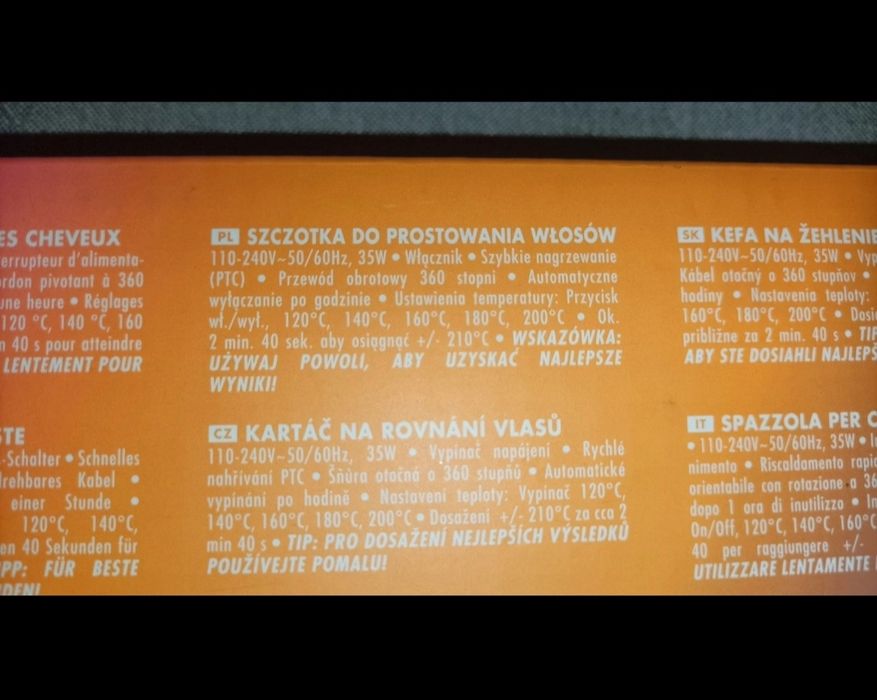 ES CHEVEUX
errupteur d'alimenta-
ordon pivotant à 360
une heure • Réglages
120 °C, 140 °C, 160
n 40 s pour atteindre
LENTEMENT POUR
STE
-Schalter • Schnelles
drehbares Kabel •
einer Stunde •
120°C, 140°C,
en 40 Sekunden für
PP: FÜR BESTE
DEN!
PL SZCZOTKA DO PROSTOWANIA WŁOSÓW
110-240V~50/60Hz, 35W • Włącznik • Szybkie nagrzewanie
(PTC) • Przewód obrotowy 360 stopni • Automatyczne
wyłączanie po godzinie • Ustawienia temperatury: Przycisk
wł./wył., 120°C, 140°C, 160°C, 180°C, 200°C • Ok.
2 min. 40 sek. aby osiągnąć +/- 210°C • WSKAZÓWKA:
UŻYWAJ POWOLI, ABY UZYSKAĆ NAJLEPSZE
WYNIKI!
CZ KARTÁČ NA ROVNÁNÍ VLASŮ
110-240V~50/60Hz, 35W • Vypínač napájení • Rychlé
nahřívání PTC • Šňůra otočná o 360 stupňů • Automatické
vypínání po hodině • Nastavení teploty: Vypínač 120°C,
140°C, 160°C, 180°C, 200°C • Dosažení +/- 210°C za cca 2
min 40 s • TIP: PRO DOSAŽENÍ NEJLEPŠÍCH VÝSLEDKŮ
POUŽÍVEJTE POMALU!
SK KEFA NA ŽEHLENIE
110-240V~50/60Hz, 35W • Vyp
Kábel otočný o 360 stupňov •
hodiny • Nastavenia teploty:
160°C, 180°C, 200°C • Dosia
približne za 2 min. 40 s • TIP
ABY STE DOSIAHLI NAJLEPŠ
IT SPAZZOLA PER C
• 110-240V~50/60Hz, 35W • In
nimento • Riscaldamento rapid
orientabile con rotazione a 36
dopo 1 ora di inutilizzo • In
On/Off, 120°C, 140°C, 160°C
40 per raggiungere +/-
UTILIZZARE LENTAMENTE